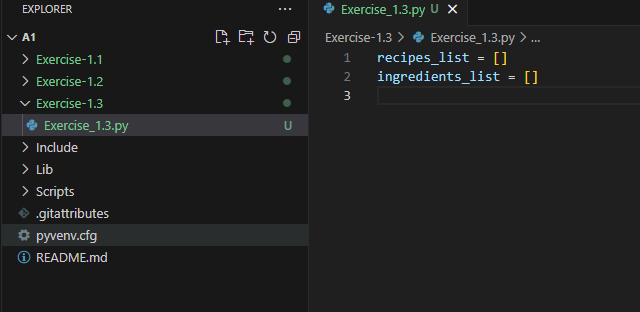 EXPLORER
A1
Exercise-1.1
Exercise-1.2
Exercise-1.3
Exercise_1.3.py U
Include
Lib
Scripts
.gitattributes
pyvenv.cfg
README.md
Exercise_1.3.py U
Exercise-1.3 > Exercise_1.3.py > ...
1 recipes_list = []
2 ingredients_list = []
3